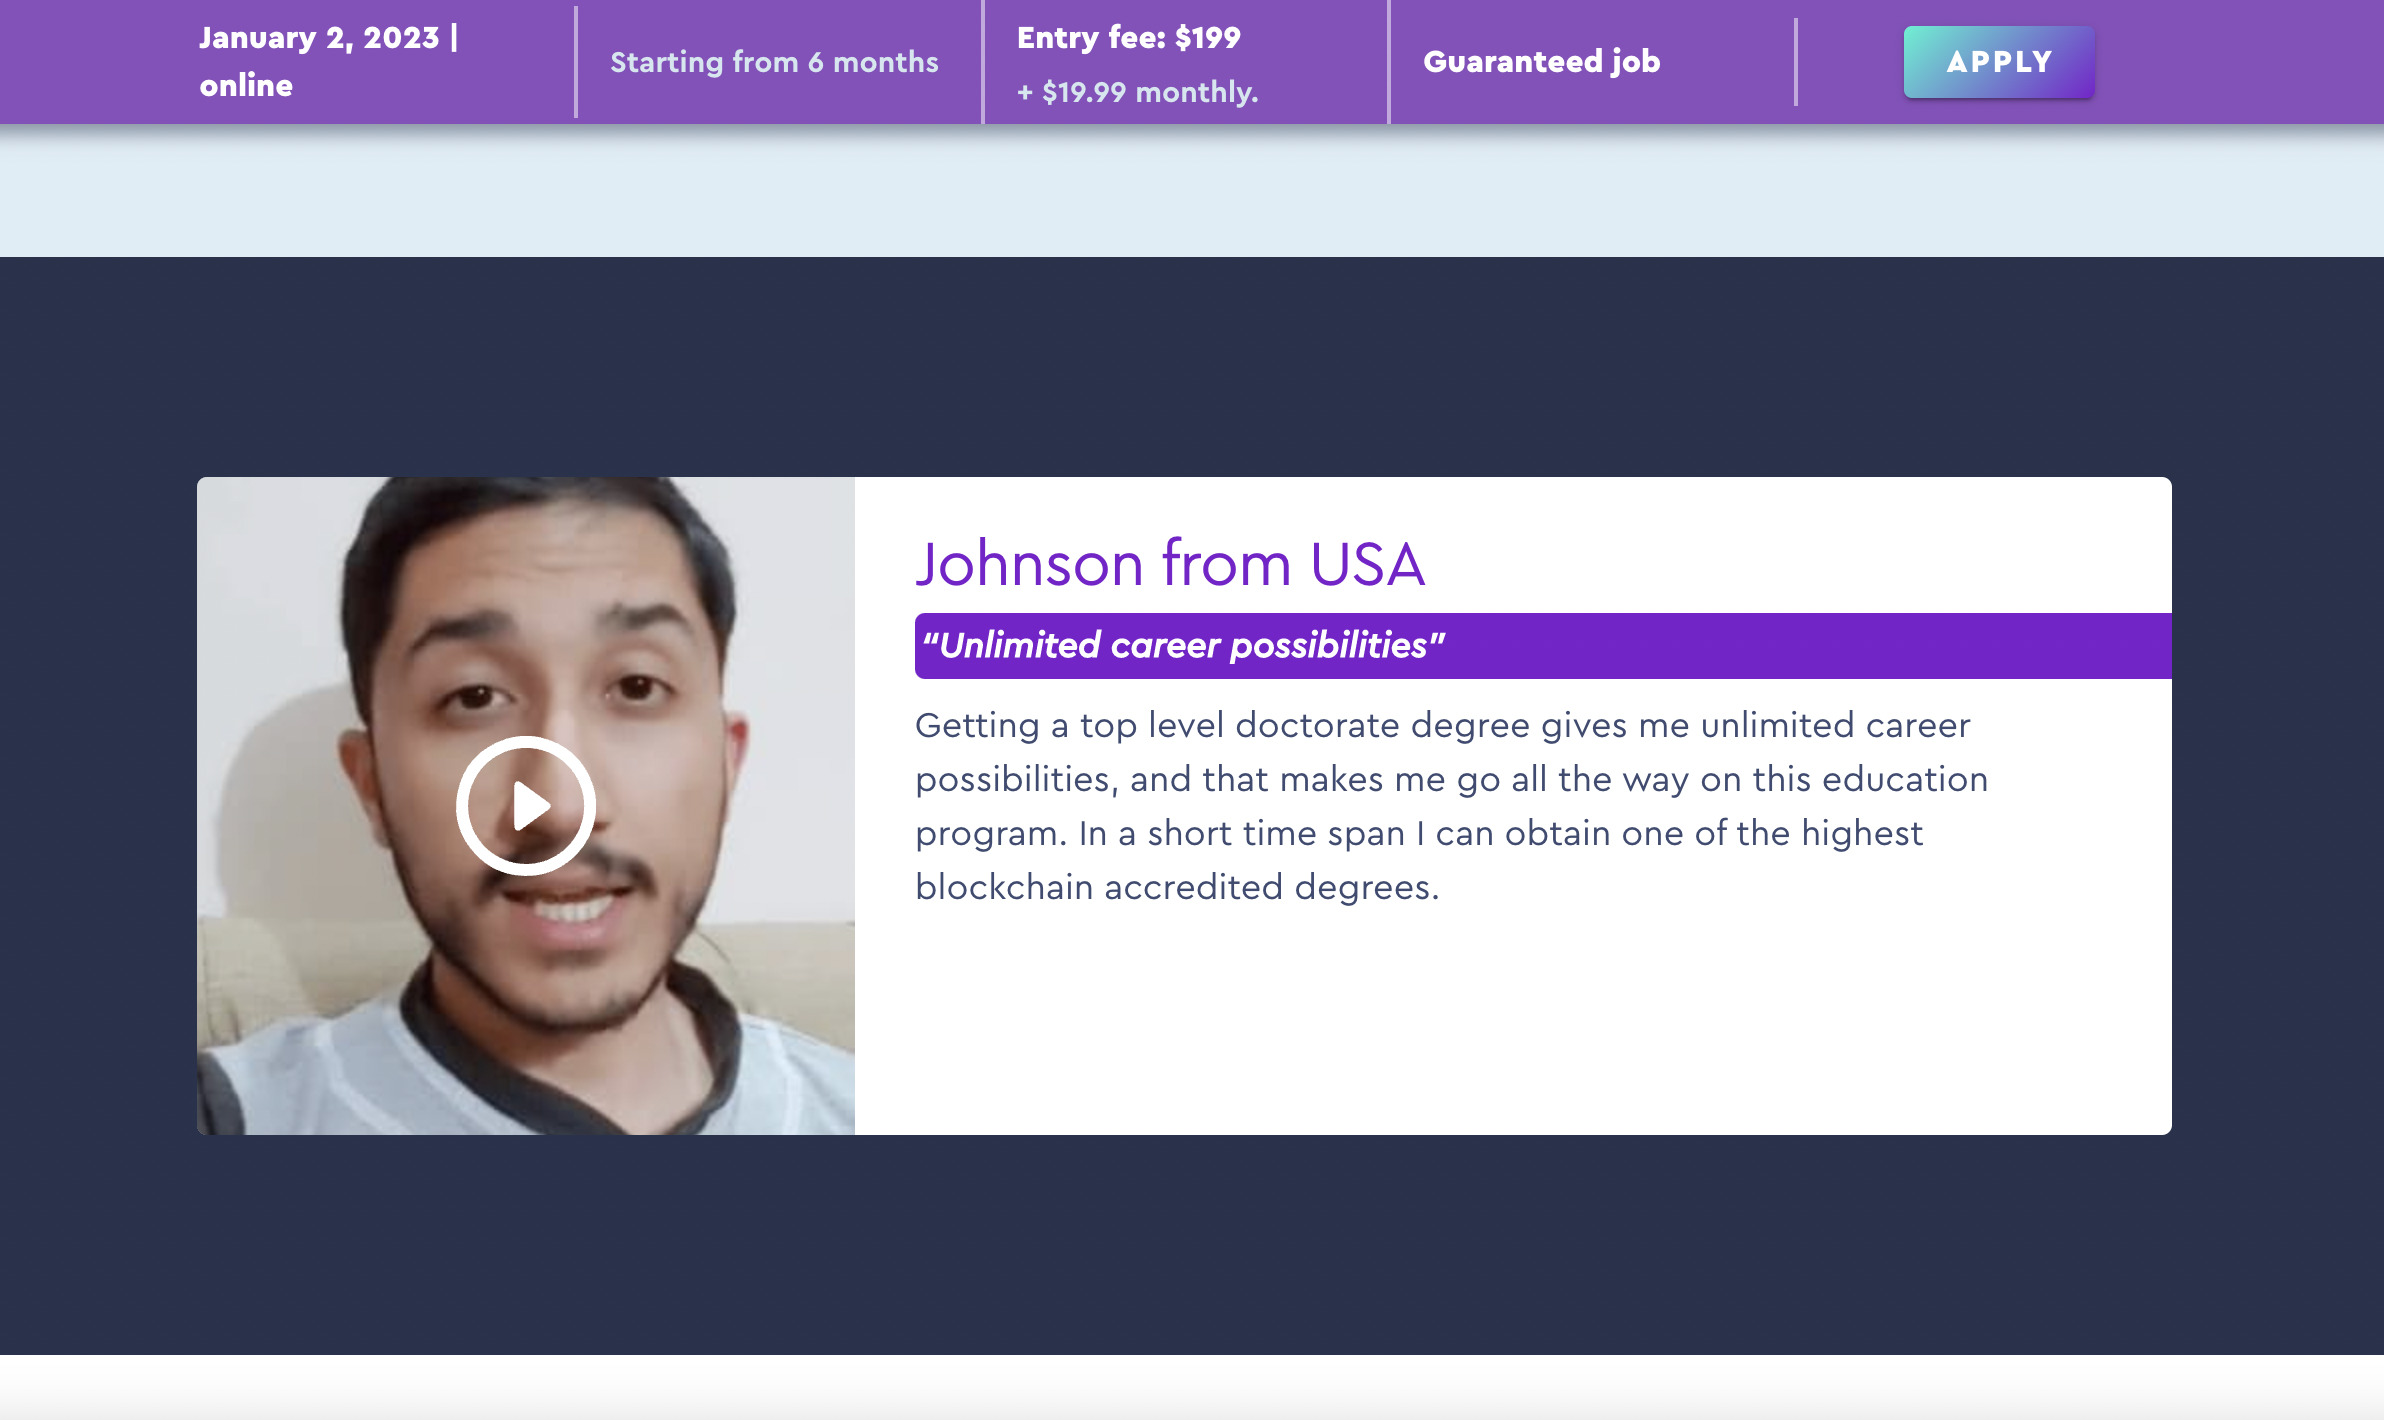 January 2, 2023 |
online
Starting from 6 months
Entry fee: $199
+ $19.99 monthly.
Guaranteed job
APPLY
Johnson from USA
“Unlimited career possibilities”
Getting a top level doctorate degree gives me unlimited career
possibilities, and that makes me go all the way on this education
program. In a short time span I can obtain one of the highest
blockchain accredited degrees.